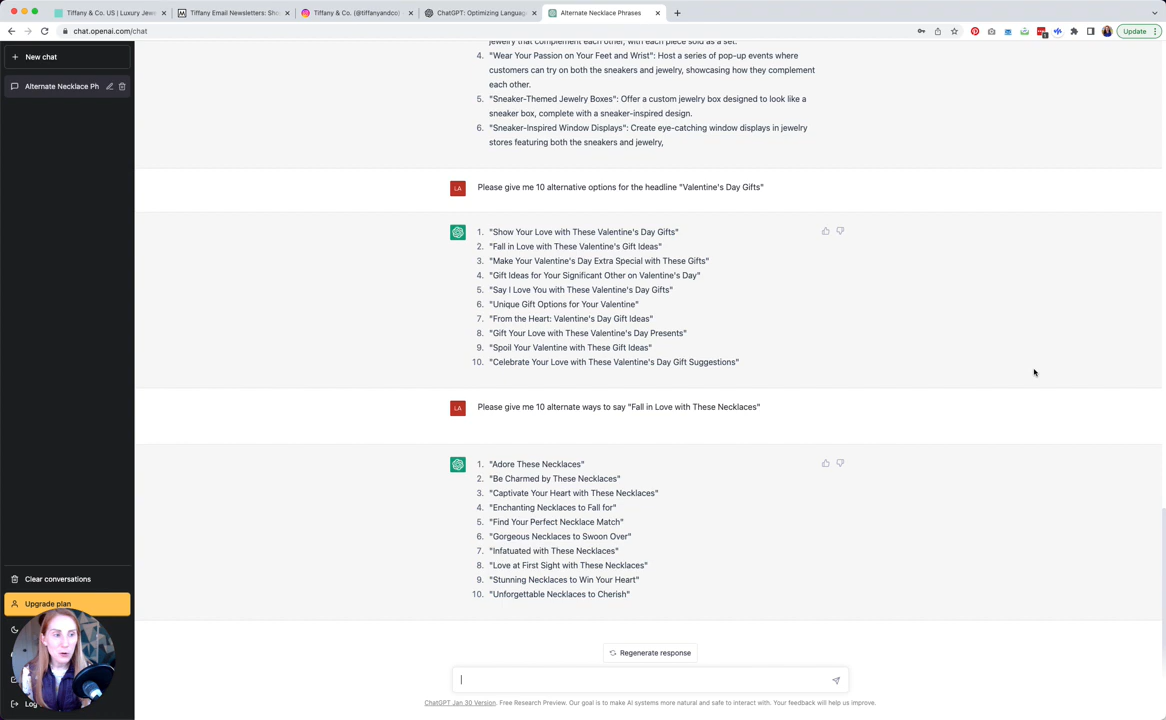 Tiffany & Co. US | Luxury Jewe
Tiffany Email Newsletters: Sho
Tiffany & Co. (@tiffanyandco)
ChatGPT: Optimizing Languag
Alternate Necklace Phrases
chat.openai.com/chat
Update
New chat
Alternate Necklace Ph
jewelry that complement each other, with each piece sold as a set.
4. "Wear Your Passion on Your Feet and Wrist": Host a series of pop-up events where
customers can try on both the sneakers and jewelry, showcasing how they complement
each other.
5. "Sneaker-Themed Jewelry Boxes": Offer a custom jewelry box designed to look like a
sneaker box, complete with a sneaker-inspired design.
6. "Sneaker-Inspired Window Displays": Create eye-catching window displays in jewelry
stores featuring both the sneakers and jewelry,
LA
Please give me 10 alternative options for the headline "Valentine's Day Gifts"
1. "Show Your Love with These Valentine's Day Gifts"
2. "Fall in Love with These Valentine's Gift Ideas"
3. "Make Your Valentine's Day Extra Special with These Gifts"
4. "Gift Ideas for Your Significant Other on Valentine's Day"
5. "Say I Love You with These Valentine's Day Gifts"
6. "Unique Gift Options for Your Valentine"
7. "From the Heart: Valentine's Day Gift Ideas"
8. "Gift Your Love with These Valentine's Day Presents"
9. "Spoil Your Valentine with These Gift Ideas"
10. "Celebrate Your Love with These Valentine's Day Gift Suggestions"
LA
Please give me 10 alternate ways to say "Fall in Love with These Necklaces"
1. "Adore These Necklaces"
2. "Be Charmed by These Necklaces"
3. "Captivate Your Heart with These Necklaces"
4. "Enchanting Necklaces to Fall for"
5. "Find Your Perfect Necklace Match"
6. "Gorgeous Necklaces to Swoon Over"
7. "Infatuated with These Necklaces"
8. "Love at First Sight with These Necklaces"
9. "Stunning Necklaces to Win Your Heart"
10. "Unforgettable Necklaces to Cherish"
Clear conversations
Upgrade plan
Log
Regenerate response
ChatGPT Jan 30 Version. Free Research Preview. Our goal is to make AI systems more natural and safe to interact with. Your feedback will help us improve.